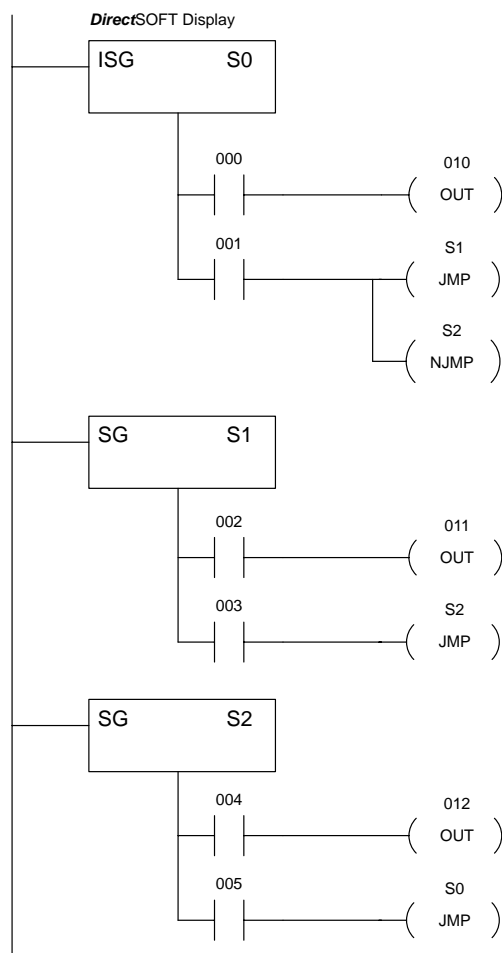 DirectSOFT Display
ISG S0
000
010
OUT
001
S1
JMP
S2
NJMP
SG S1
002
011
OUT
003
S2
JMP
SG S2
004
012
OUT
005
S0
JMP